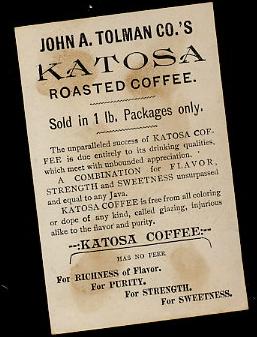 JOHN A. TOLMAN CO.'S
KATOSA
ROASTED COFFEE.
Sold in 1 lb. Packages only.
The unparalleled success of KATOSA COF-
FEE is due entirely to its drinking qualities,
which meet with unbounded appreciation.
A COMBINATION for FLAVOR,
STRENGTH and SWEETNESS unsurpassed
and equal to any Java.
KATOSA COFFEE is free from all coloring
or dope of any kind, called glazing, injurious
alike to the flavor and purity.
--:KATOSA COFFEE:--
HAS NO PEER
For RICHNESS of Flavor.
For PURITY.
For STRENGTH.
For SWEETNESS.